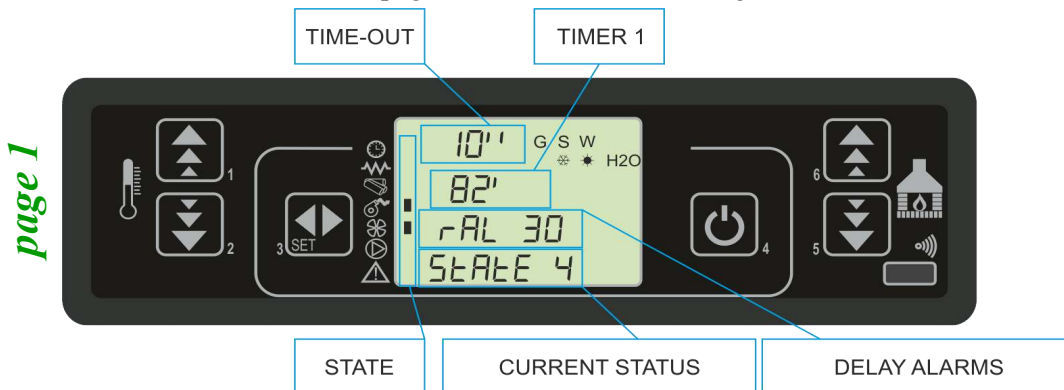 TIME-OUT
TIMER 1
page 1
10''
G S W
H2O
82'
rAL 30
StAtE 4
1
2
3
SET
4
6
5
STATE
CURRENT STATUS
DELAY ALARMS